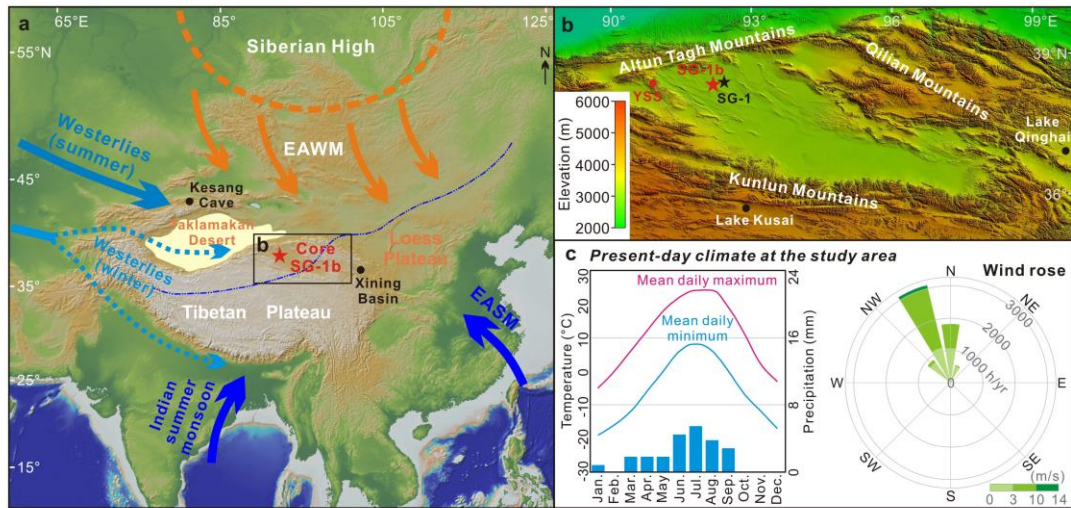 65°E
85°
105°
125°
a
Siberian High
N
55°N
EAWM
Westerlies
(summer)
45°
Kesang
Cave
aklamakan
Desert
b
Core
SG-1b
Loess
Plateau
Westerlies
(winter)
35°
Xining
Basin
Tibetan Plateau
EASM
25°
Indian
summer
monsoon
15°
90°
93°
96°
99°E
b
39°N
Altun Tagh Mountains
Qilian Mountains
SG-1b
YSS
SG-1
Lake
Qinghai
6000
5000
4000
3000
2000
Elevation (m)
36°
Kunlun Mountains
Lake Kusai
c Present-day climate at the study area
30
20
10
0
-10
-20
-30
Temperature (°C)
Mean daily maximum
Mean daily
minimum
24
16
8
0
Precipitation (mm)
Jan.
Feb.
Mar.
Apr.
May
Jun.
Jul.
Aug.
Sep.
Oct.
Nov.
Dec.
Wind rose
N
NW
NE
3000
2000
1000 h/yr
0
W
E
SW
SE
S
(m/s)
0 3 10 14